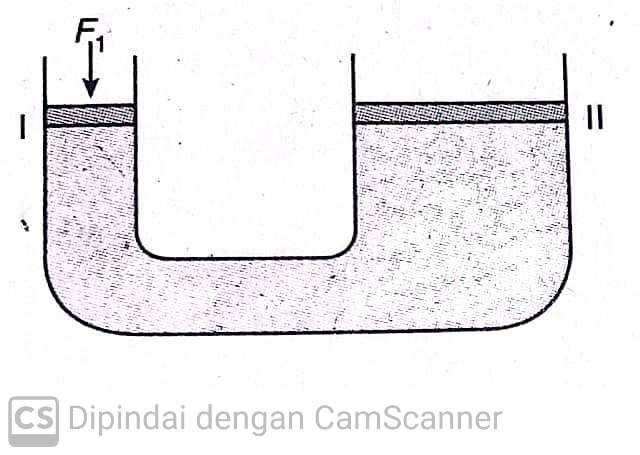 F₁
I
II
CS Dipindai dengan CamScanner